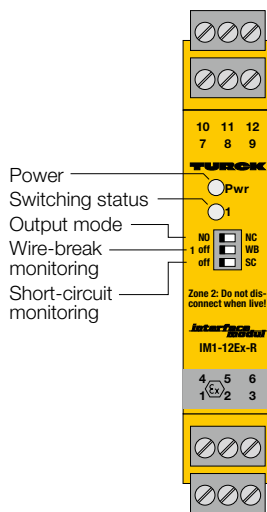 10 11 12
7 8 9
TURCK
Power
Pwr
Switching status
1
Output mode
NO NC
Wire-break monitoring
1 off WB
Short-circuit monitoring
off SC
Zone 2: Do not dis-
connect when live!
interface
modul
IM1-12Ex-R
4 5 6
Ex
1 2 3